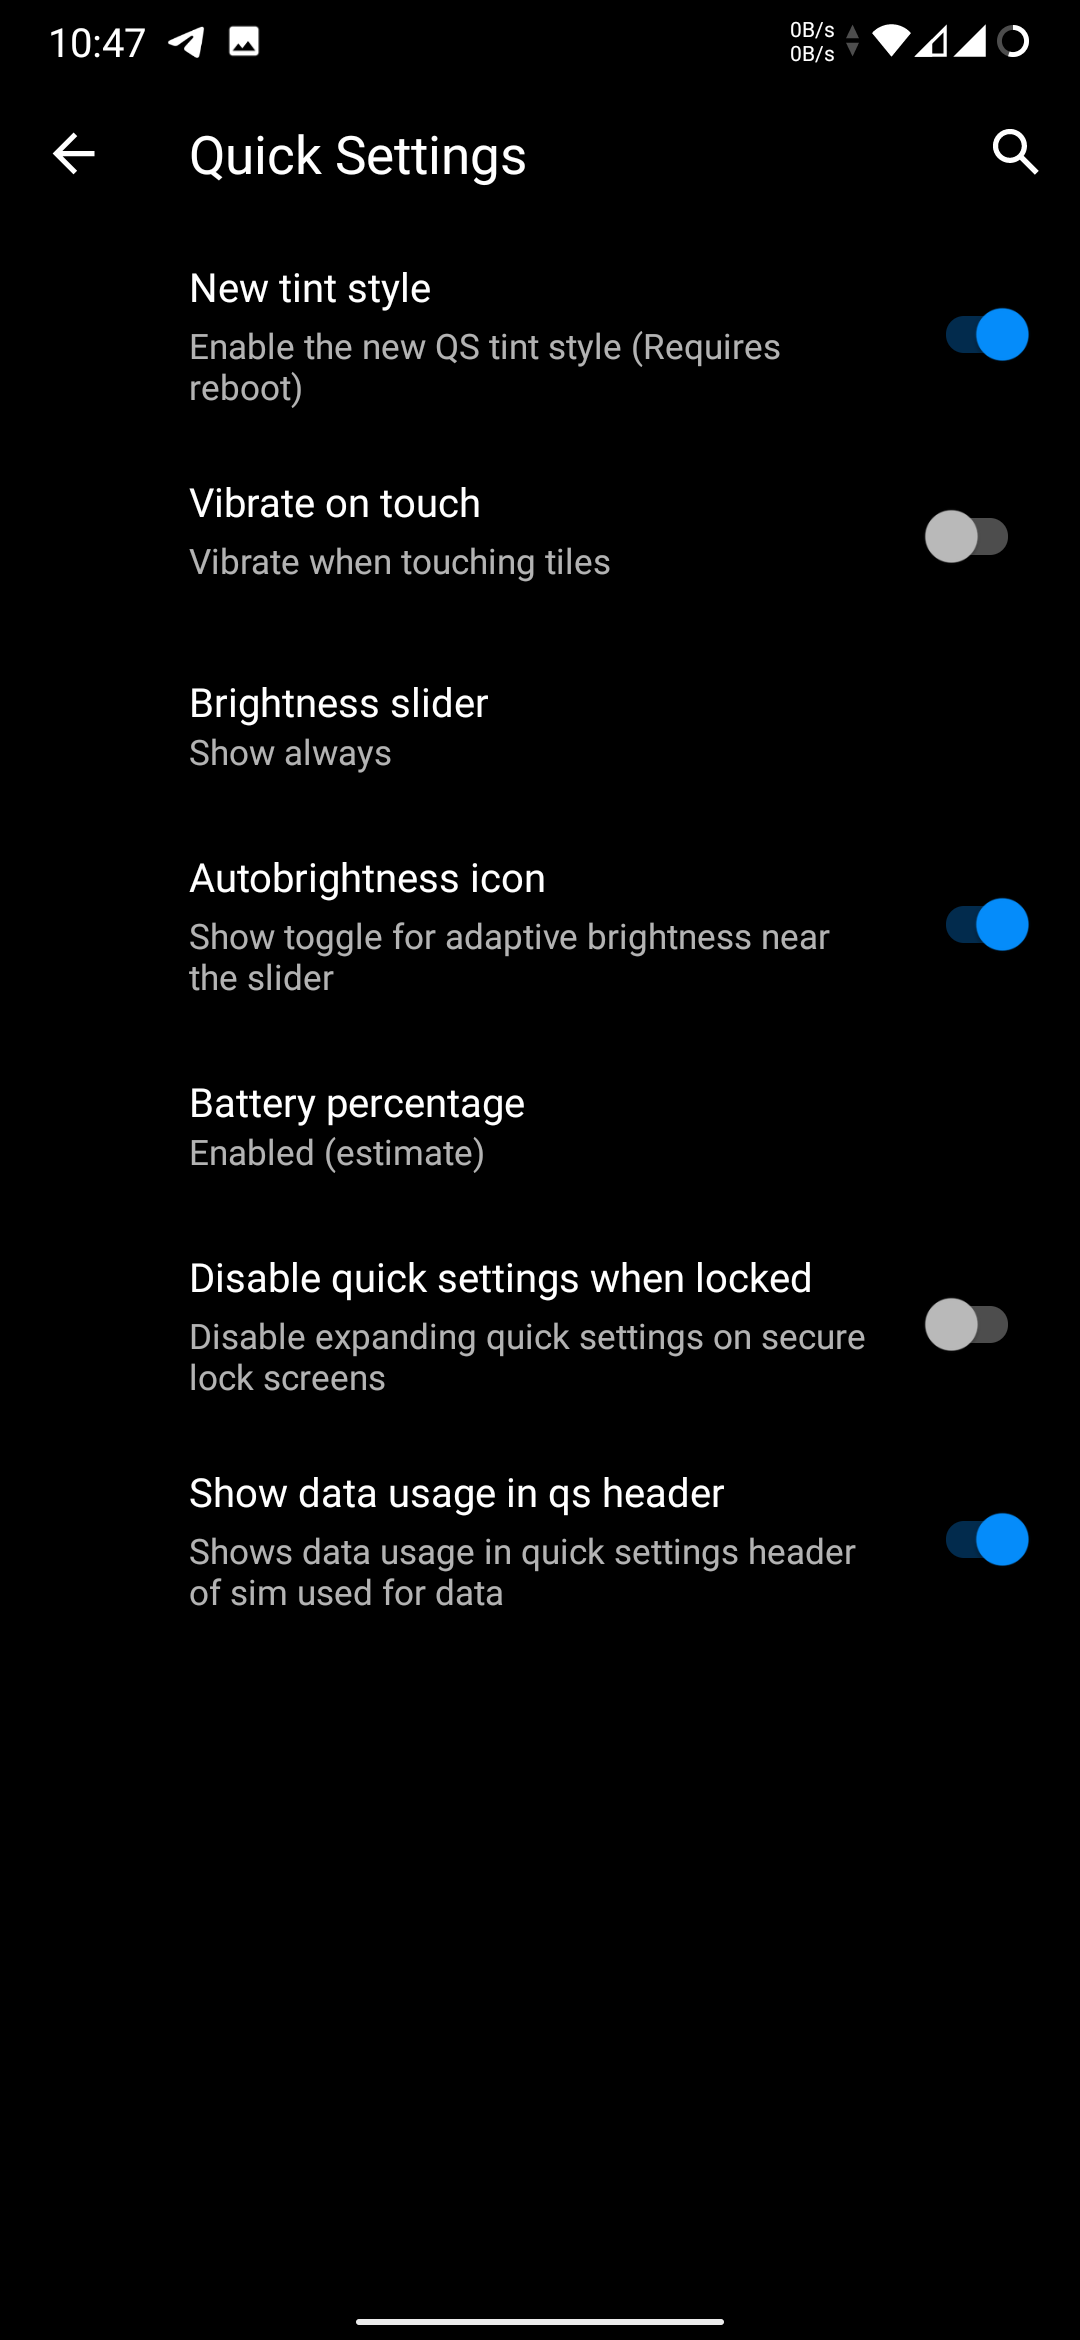 10:47
0B/s
0B/s
Quick Settings
New tint style
Enable the new QS tint style (Requires
reboot)
Vibrate on touch
Vibrate when touching tiles
Brightness slider
Show always
Autobrightness icon
Show toggle for adaptive brightness near
the slider
Battery percentage
Enabled (estimate)
Disable quick settings when locked
Disable expanding quick settings on secure
lock screens
Show data usage in qs header
Shows data usage in quick settings header
of sim used for data